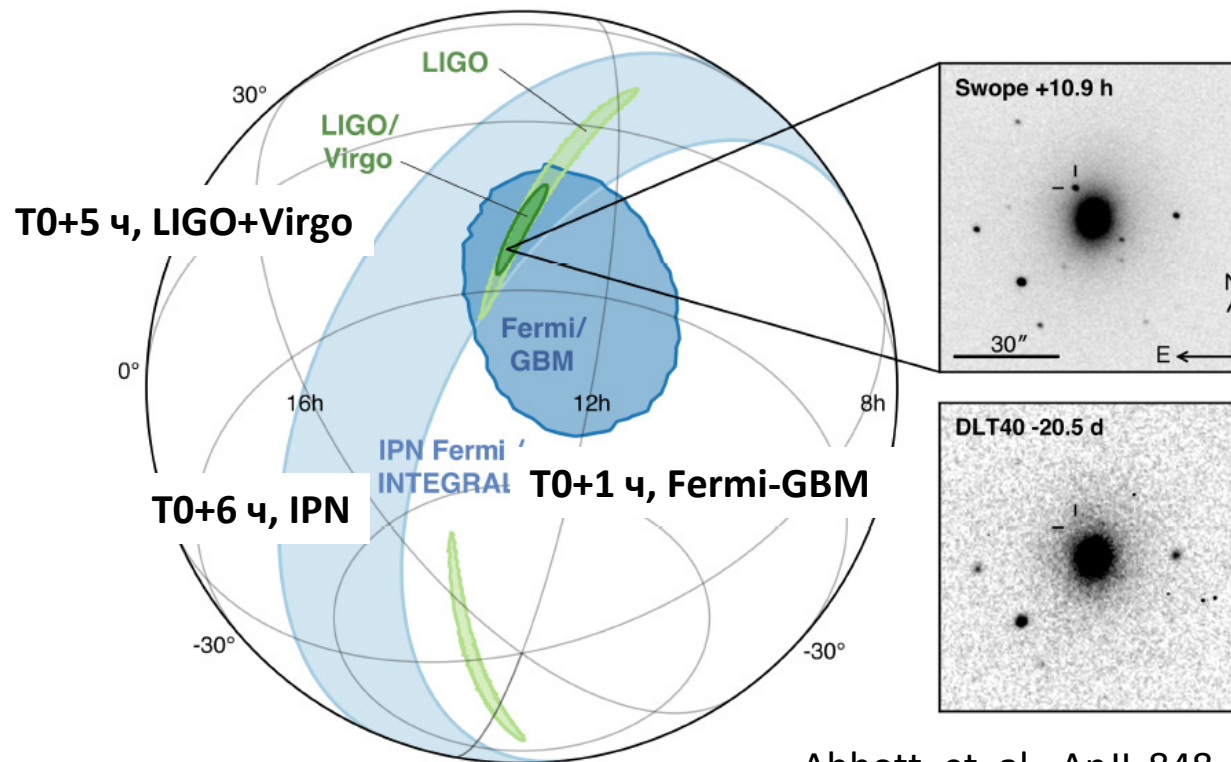 LIGO
30°
LIGO/
Virgo
T0+5 ч, LIGO+Virgo
Fermi/
GBM
0°
16h
12h
8h
IPN Fermi /
INTEGRAL
T0+1 ч, Fermi-GBM
T0+6 ч, IPN
-30°
-30°
Swope +10.9 h
30"
N
E
DLT40 -20.5 d